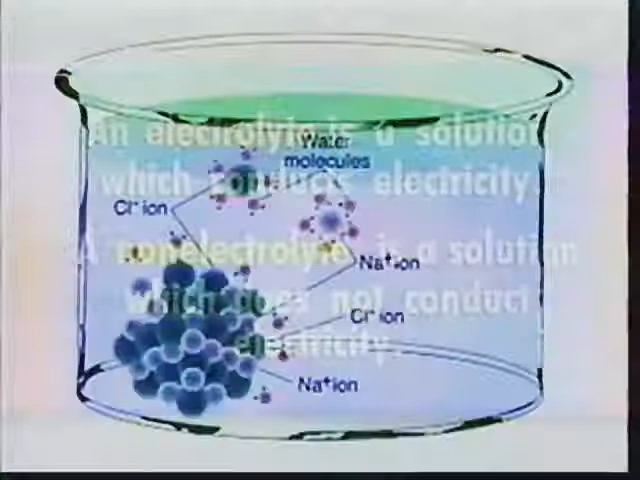 An electrolyte is a solution
which conducts electricity.
A nonelectrolyte is a solution
which does not conduct
electricity.
Water
molecules
Cl⁻ ion
Na⁺ion
Cl⁻ ion
Na⁺ion